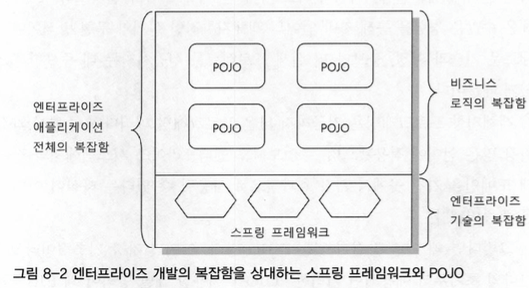 POJO
POJO
비즈니스
로직의 복잡함
엔터프라이즈
애플리케이션
전체의 복잡함
POJO
POJO
엔터프라이즈
기술의 복잡함
스프링 프레임워크
그림 8-2 엔터프라이즈 개발의 복잡함을 상대하는 스프링 프레임워크와 POJO